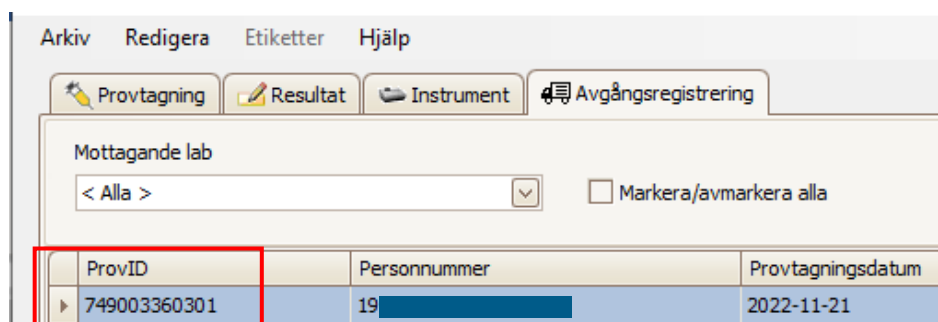 Arkiv Redigera Etiketter Hjälp
Provtagning Resultat Instrument Avgångsregistrering
Mottagande lab
< Alla > Markera/avmarkera alla
ProvID Personnummer Provtagningsdatum
749003360301 19 2022-11-21